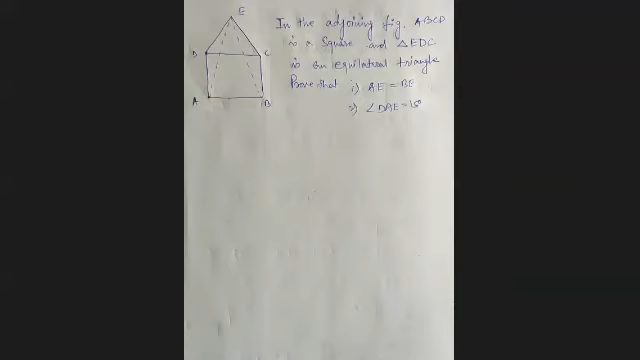 E
In the adjoining fig. ABCD
D C
is a Square and △EDC
is an equilateral triangle
Prove that i) AE = BE
A B
ii) ∠DAE = 15°